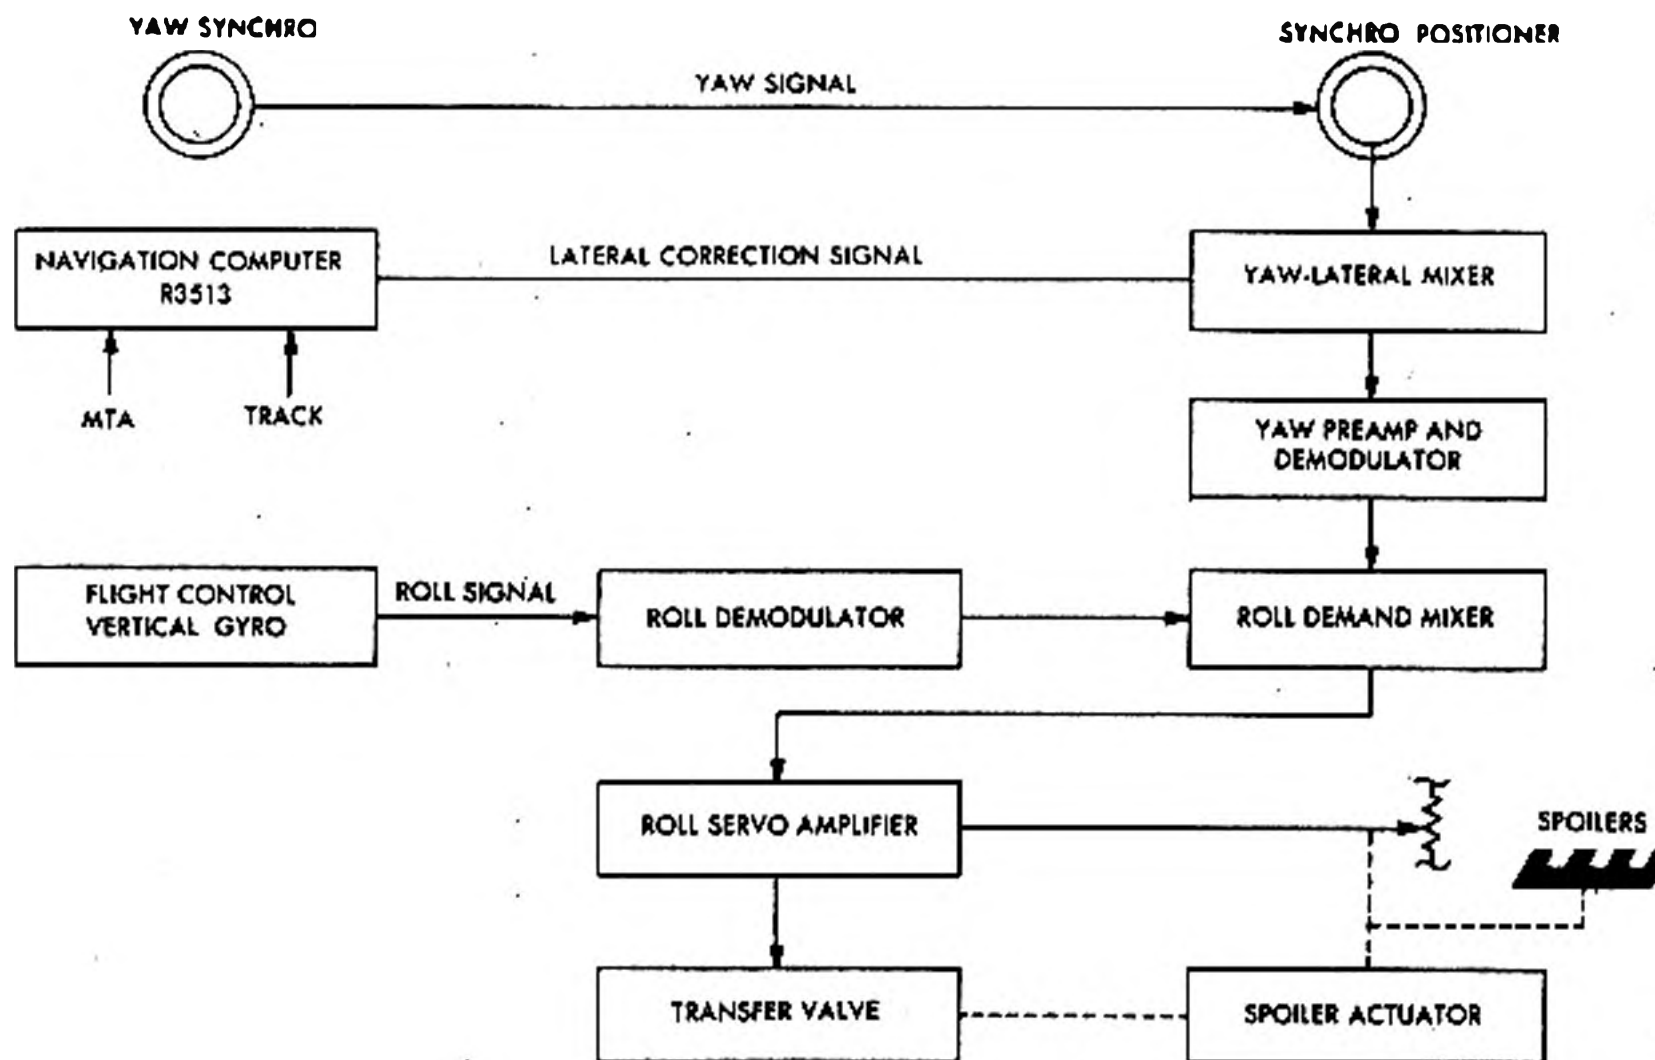 YAW SYNCHRO
SYNCHRO POSITIONER
YAW SIGNAL
NAVIGATION COMPUTER
R3513
LATERAL CORRECTION SIGNAL
YAW-LATERAL MIXER
MTA
TRACK
YAW PREAMP AND
DEMODULATOR
FLIGHT CONTROL
VERTICAL GYRO
ROLL SIGNAL
ROLL DEMODULATOR
ROLL DEMAND MIXER
ROLL SERVO AMPLIFIER
SPOILERS
TRANSFER VALVE
SPOILER ACTUATOR